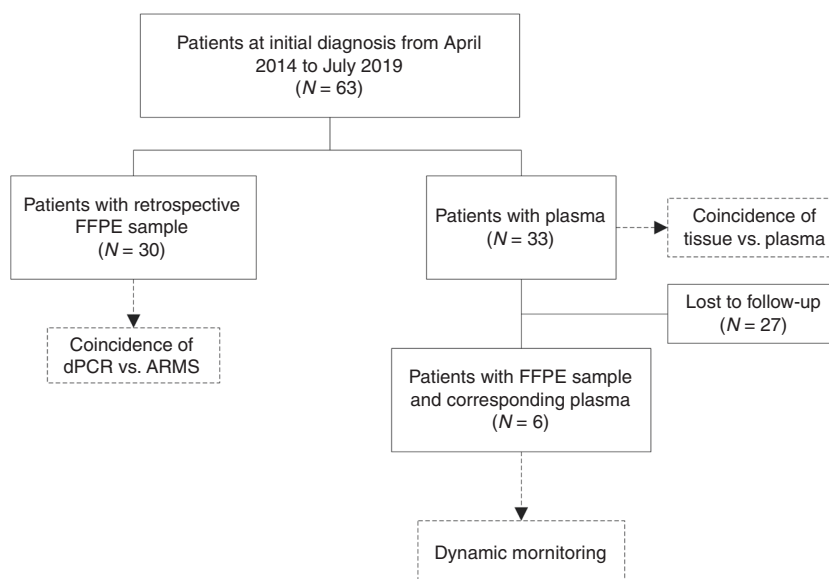 Patients at initial diagnosis from April
2014 to July 2019
(N = 63)
Patients with retrospective
FFPE sample
(N = 30)
Patients with plasma
(N = 33)
Coincidence of
tissue vs. plasma
Lost to follow-up
(N = 27)
Coincidence of
dPCR vs. ARMS
Patients with FFPE sample
and corresponding plasma
(N = 6)
Dynamic mornitoring